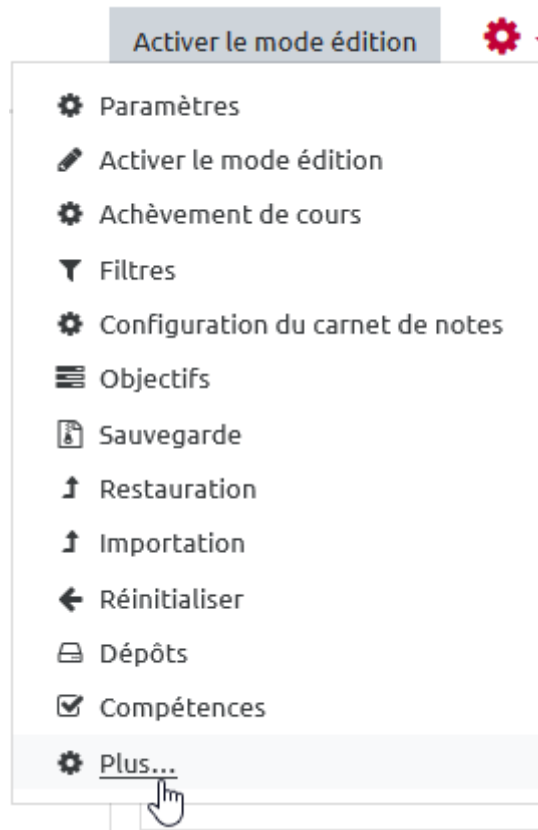 Activer le mode édition
Paramètres
Activer le mode édition
Achèvement de cours
Filtres
Configuration du carnet de notes
Objectifs
Sauvegarde
Restauration
Importation
Réinitialiser
Dépôts
Compétences
Plus...